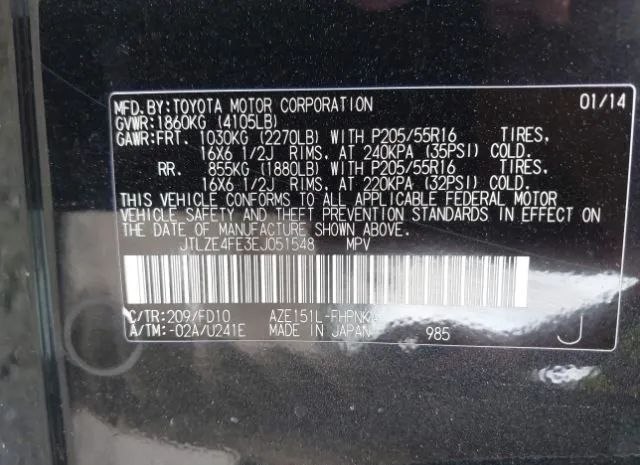 MFD.BY:TOYOTA MOTOR CORPORATION 01/14
GVWR:1860KG (4105LB)
GAWR:FRT. 1030KG (2270LB) WITH P205/55R16 TIRES,
16X6 1/2J RIMS, AT 240KPA (35PSI) COLD.
RR. 855KG (1880LB) WITH P205/55R16 TIRES,
16X6 1/2J RIMS, AT 220KPA (32PSI) COLD.
THIS VEHICLE CONFORMS TO ALL APPLICABLE FEDERAL MOTOR
VEHICLE SAFETY AND THEFT PREVENTION STANDARDS IN EFFECT ON
THE DATE OF MANUFACTURE SHOWN ABOVE.
JTLZE4FE3EJ051548 MPV
C/TR:209/FD10 AZE151L-FHPNKA
A/TM:-02A/U241E MADE IN JAPAN 985 J